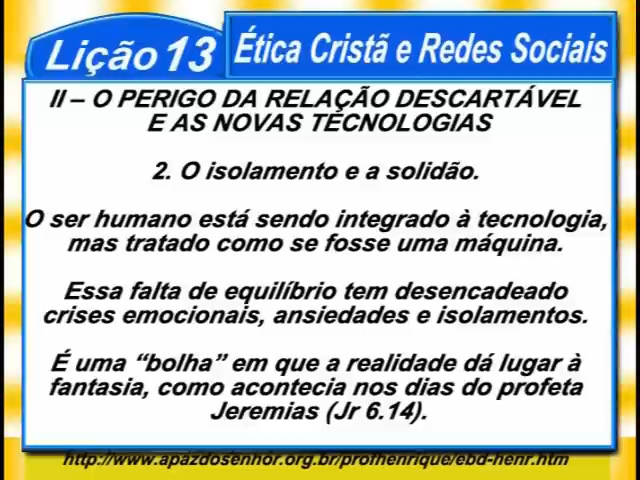 Lição 13
Ética Cristã e Redes Sociais
II – O PERIGO DA RELAÇÃO DESCARTÁVEL
E AS NOVAS TECNOLOGIAS
2. O isolamento e a solidão.
O ser humano está sendo integrado à tecnologia,
mas tratado como se fosse uma máquina.
Essa falta de equilíbrio tem desencadeado
crises emocionais, ansiedades e isolamentos.
É uma “bolha” em que a realidade dá lugar à
fantasia, como acontecia nos dias do profeta
Jeremias (Jr 6.14).
http://www.apazdosenhor.org.br/profhenrique/ebd-henr.htm